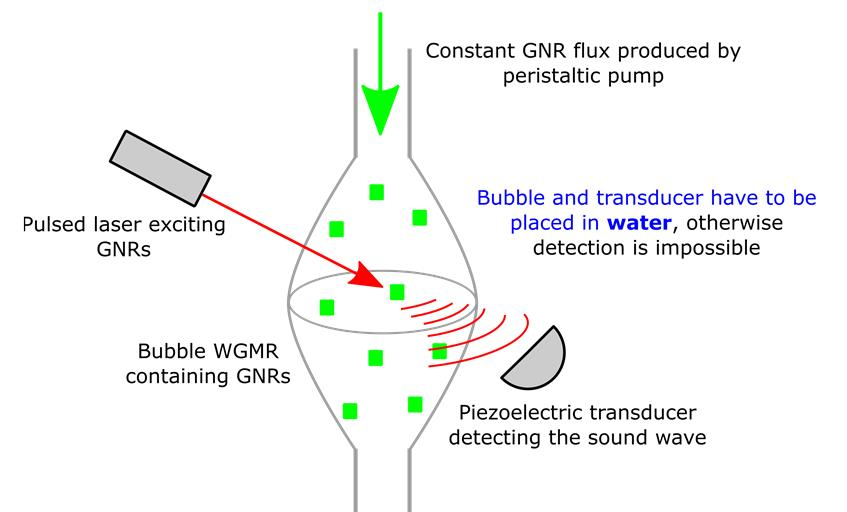 Constant GNR flux produced by
peristaltic pump
Pulsed laser exciting
GNRs
Bubble and transducer have to be
placed in water, otherwise
detection is impossible
Bubble WGMR
containing GNRs
Piezoelectric transducer
detecting the sound wave